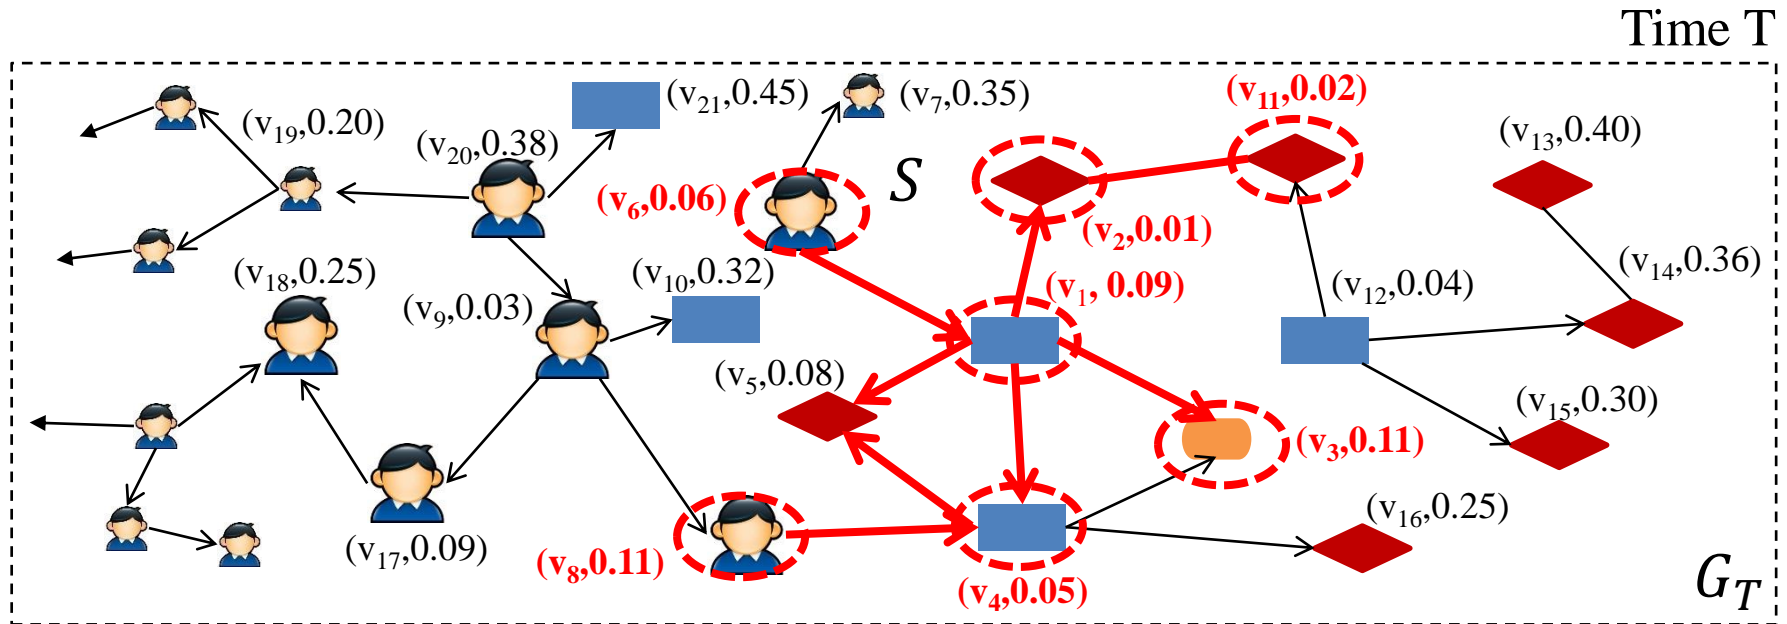 Time T
(v21,0.45)
(v7,0.35)
(v11,0.02)
(v19,0.20)
(v20,0.38)
(v13,0.40)
S
(v6,0.06)
(v2,0.01)
(v18,0.25)
(v10,0.32)
(v1, 0.09)
(v12,0.04)
(v14,0.36)
(v9,0.03)
(v5,0.08)
(v15,0.30)
(v3,0.11)
(v16,0.25)
(v17,0.09)
(v8,0.11)
(v4,0.05)
GT